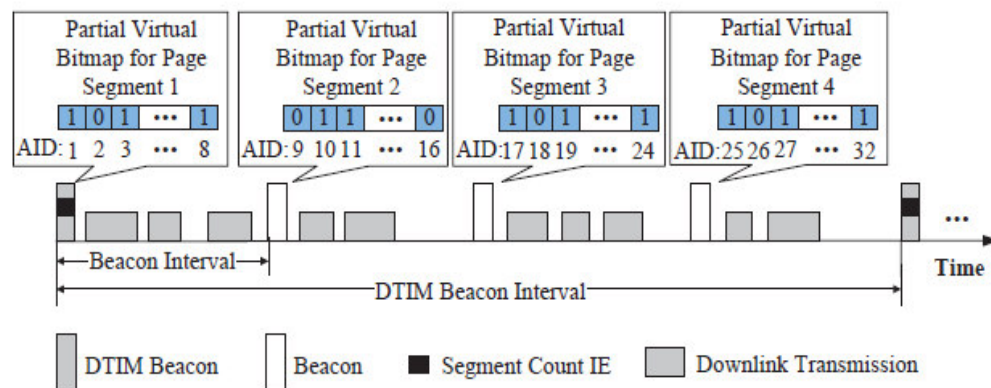 Partial Virtual
Bitmap for Page
Segment 1
1 0 1 ••• 1
AID: 1 2 3 ••• 8
Partial Virtual
Bitmap for Page
Segment 2
0 1 1 ••• 0
AID: 9 10 11 ••• 16
Partial Virtual
Bitmap for Page
Segment 3
1 0 1 ••• 1
AID: 17 18 19 ••• 24
Partial Virtual
Bitmap for Page
Segment 4
1 0 1 ••• 1
AID: 25 26 27 ••• 32
•••
Beacon Interval
Time
DTIM Beacon Interval
DTIM Beacon
Beacon
Segment Count IE
Downlink Transmission